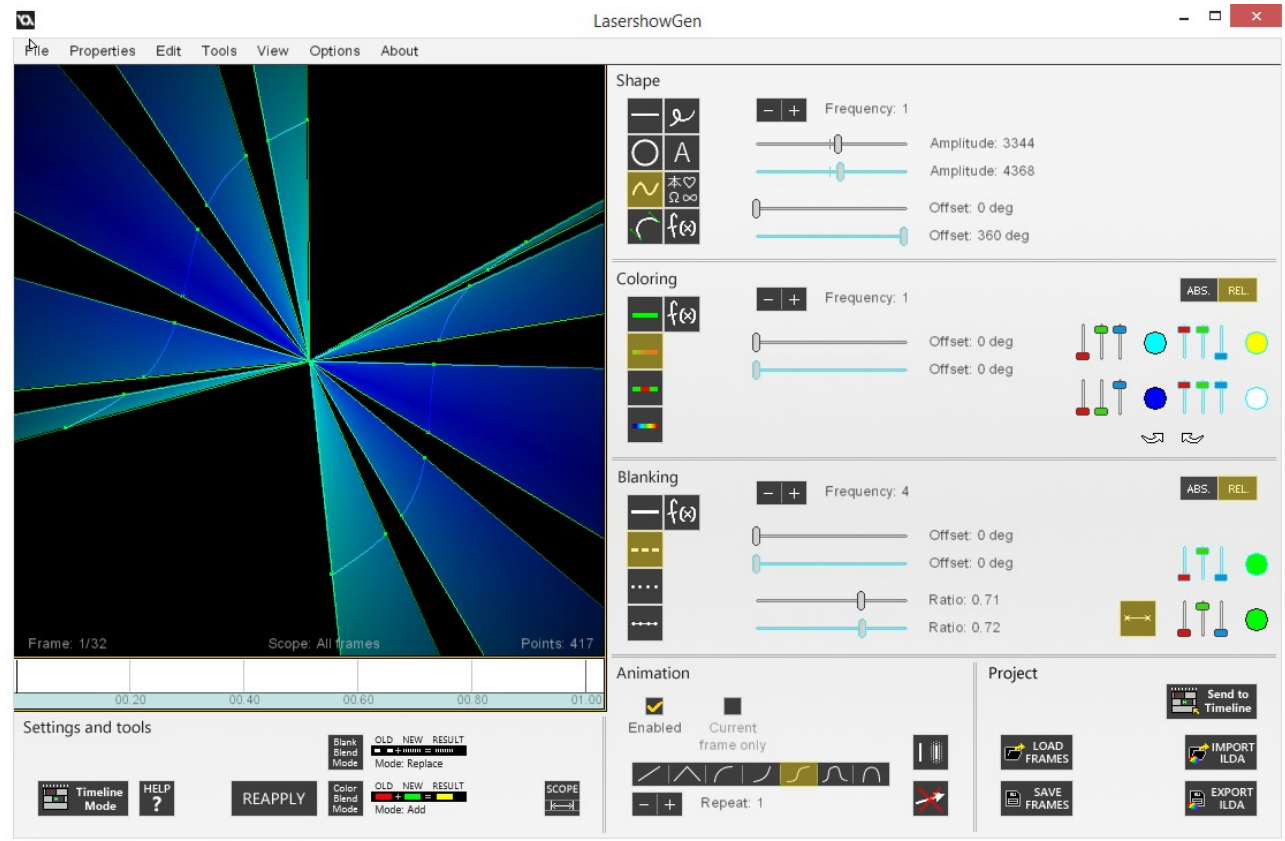 LasershowGen
File Properties Edit Tools View Options About
Frame: 1/32 Scope: All frames Points: 417
00.20 00.40 00.60 00.80 01.00
Settings and tools
Timeline
Mode
HELP
?
REAPPLY
Blank
Blend
Mode
OLD NEW RESULT
Mode: Replace
Color
Blend
Mode
OLD NEW RESULT
Mode: Add
SCOPE
Shape
A
本♡
Ω∞
f(x)
Frequency: 1
Amplitude: 3344
Amplitude: 4368
Offset: 0 deg
Offset: 360 deg
Coloring
f(x)
Frequency: 1
ABS. REL.
Offset: 0 deg
Offset: 0 deg
Blanking
f(x)
Frequency: 4
ABS. REL.
Offset: 0 deg
Offset: 0 deg
Ratio: 0.71
Ratio: 0.72
Animation
Enabled
Current
frame only
Repeat: 1
Project
Send to
Timeline
LOAD
FRAMES
IMPORT
ILDA
SAVE
FRAMES
EXPORT
ILDA